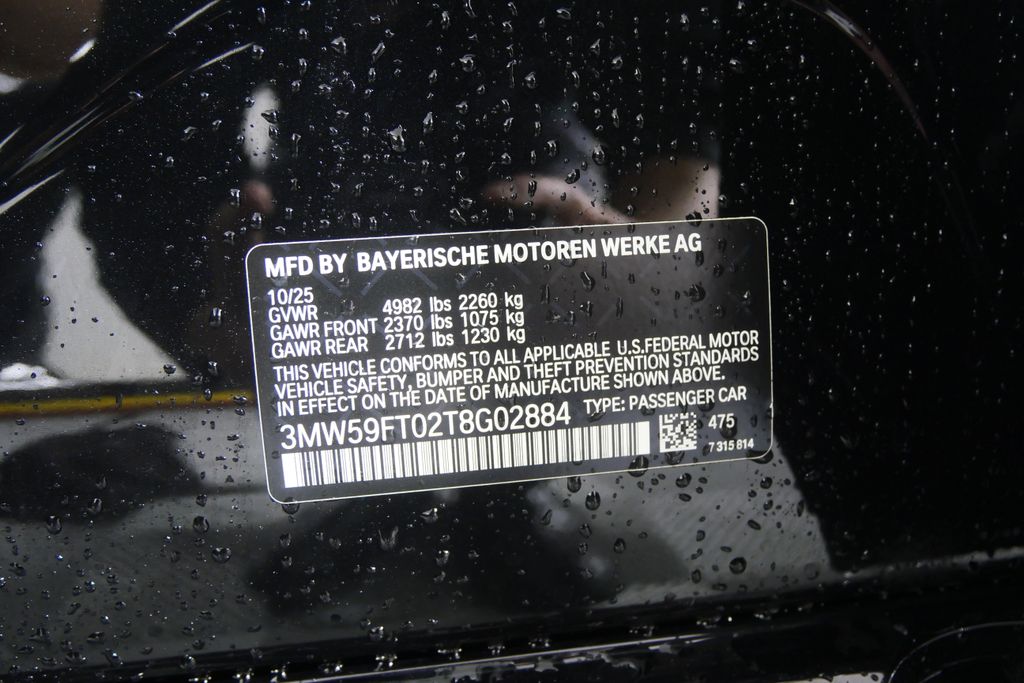 MFD BY BAYERISCHE MOTOREN WERKE AG
10/25
GVWR 4982 lbs 2260 kg
GAWR FRONT 2370 lbs 1075 kg
GAWR REAR 2712 lbs 1230 kg
THIS VEHICLE CONFORMS TO ALL APPLICABLE U.S.FEDERAL MOTOR
VEHICLE SAFETY, BUMPER AND THEFT PREVENTION STANDARDS
IN EFFECT ON THE DATE OF MANUFACTURE SHOWN ABOVE.
3MW59FT02T8G02884 TYPE: PASSENGER CAR
475
7 315 814